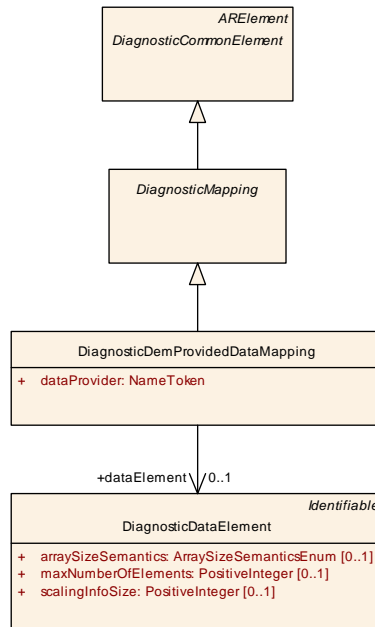 ARElement
DiagnosticCommonElement
DiagnosticMapping
DiagnosticDemProvidedDataMapping
+ dataProvider: NameToken
+dataElement 0..1
Identifiable
DiagnosticDataElement
+ arraySizeSemantics: ArraySizeSemanticsEnum [0..1]
+ maxNumberOfElements: PositiveInteger [0..1]
+ scalingInfoSize: PositiveInteger [0..1]